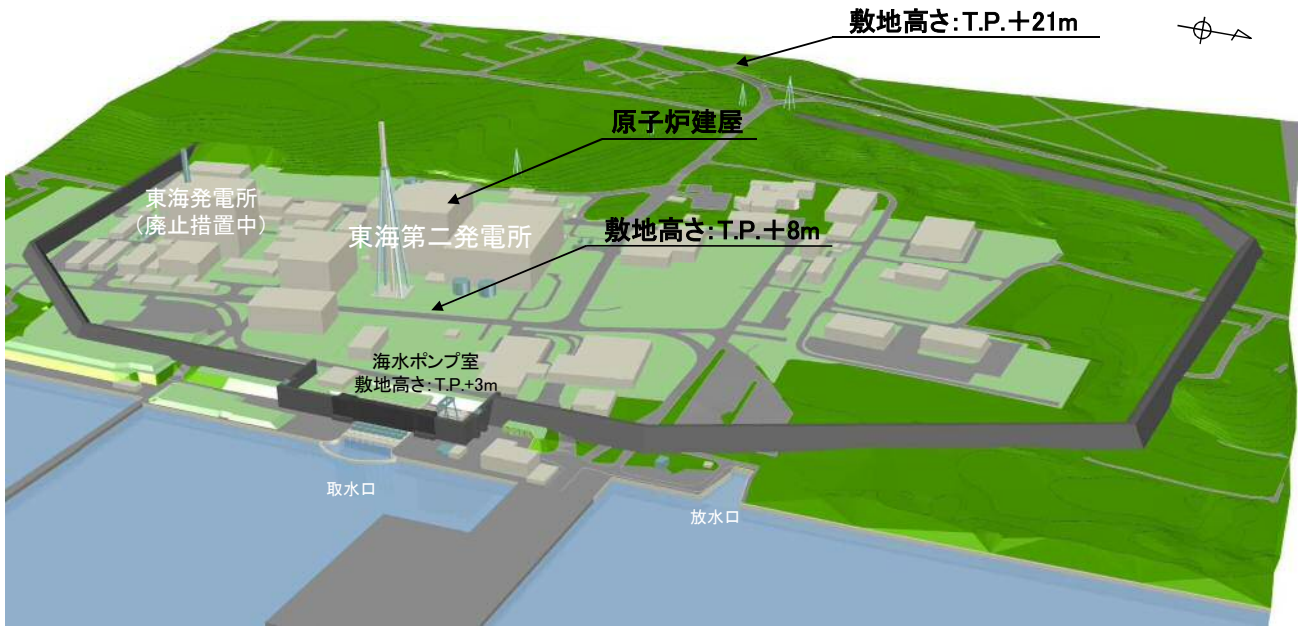 敷地高さ:T.P.+21m
原子炉建屋
東海発電所
(廃止措置中)
東海第二発電所
敷地高さ:T.P.+8m
海水ポンプ室
敷地高さ:T.P.+3m
取水口
放水口